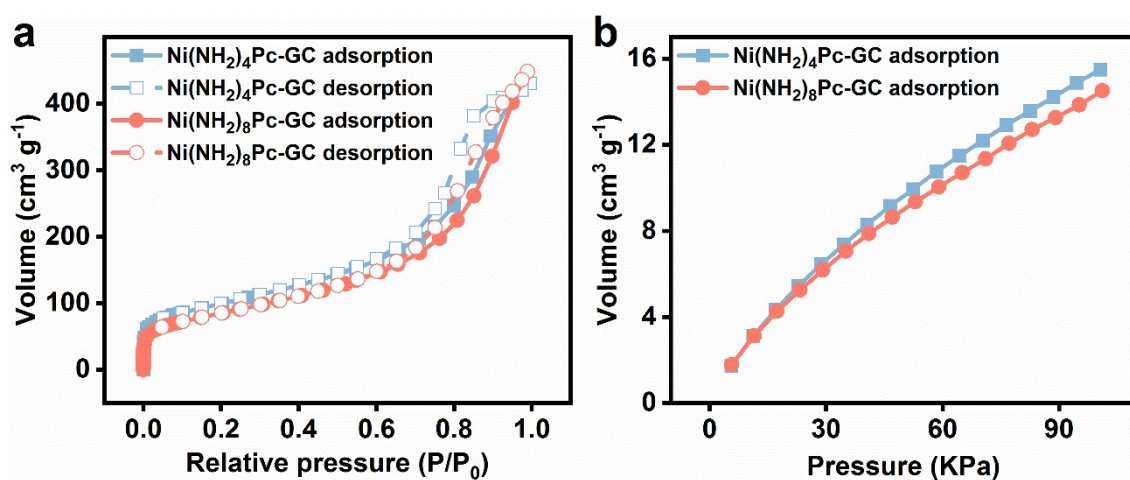 a
Ni(NH₂)₄Pc-GC adsorption
Ni(NH₂)₄Pc-GC desorption
Ni(NH₂)₈Pc-GC adsorption
Ni(NH₂)₈Pc-GC desorption
400
300
200
100
0
Volume (cm³ g⁻¹)
0.0 0.2 0.4 0.6 0.8 1.0
Relative pressure (P/P₀)
b
Ni(NH₂)₄Pc-GC adsorption
Ni(NH₂)₈Pc-GC adsorption
16
12
8
4
0
Volume (cm³ g⁻¹)
0 30 60 90
Pressure (KPa)